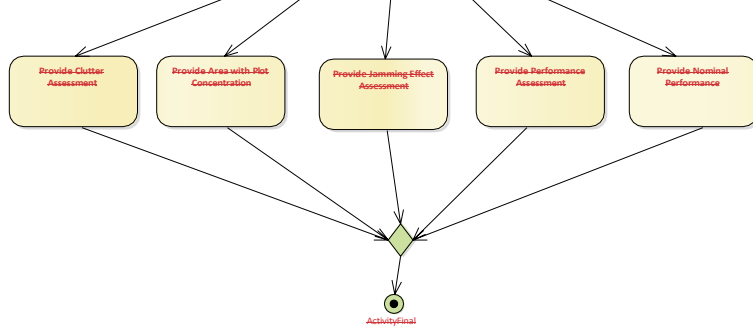 Provide Clutter
Assessment
Provide Area with Plot
Concentration
Provide Jamming Effect
Assessment
Provide Performance
Assessment
Provide Nominal
Performance
ActivityFinal